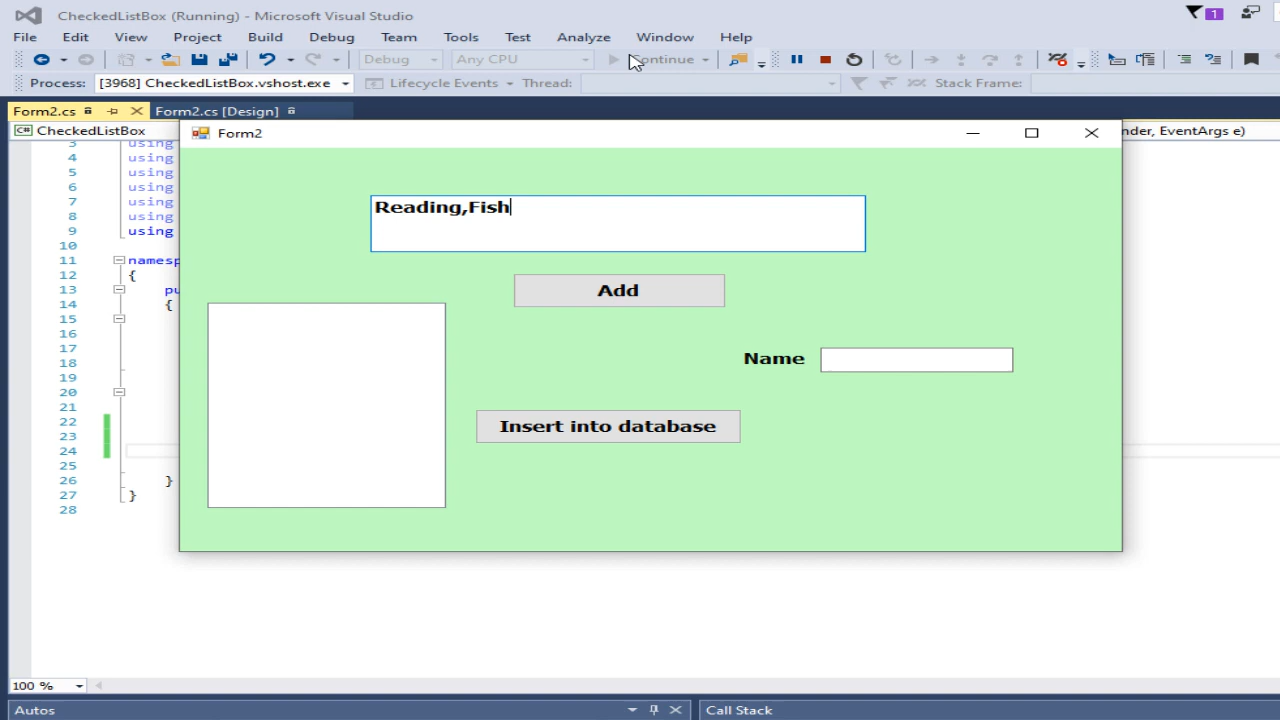 CheckedListBox (Running) - Microsoft Visual Studio
1
File Edit View Project Build Debug Team Tools Test Analyze Window Help
Debug Any CPU Continue
Process: [3968] CheckedListBox.vshost.exe Lifecycle Events Thread: Stack Frame:
Form2.cs Form2.cs [Design]
C# CheckedListBox nder, EventArgs e)
Form2
3 using
4 using
5 using
6 using
7 using
8 using
9 using
10
11 namesp
12 {
13 pu
14 {
15
16
17
18
19
20
21
22
23
24
25
26 }
27 }
28
Reading,Fish
Add
Name
Insert into database
100 %
Autos
Call Stack